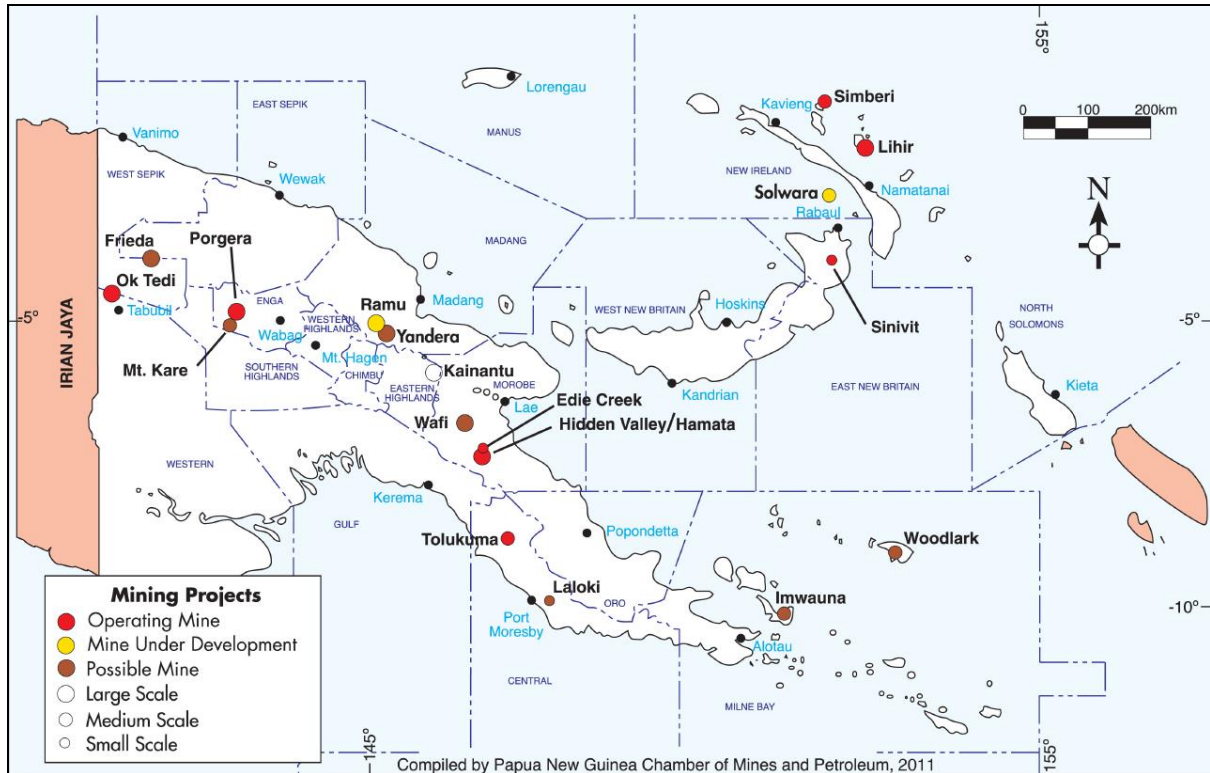 155°
Lorengau
Simberi
Kavieng
0 100 200km
EAST SEPIK
Vanimo
MANUS
Lihir
WEST SEPIK
NEW IRELAND
Wewak
Solwara
Namatanai
N
Rabaul
Frieda
Porgera
MADANG
Ok Tedi
ENGA
Madang
WEST NEW BRITAIN
Hoskins
NORTH
SOLOMONS
Tabubil
WESTERN
HIGHLANDS
Ramu
-5°
-5°
Wabag
Yandera
Sinivit
Mt. Hagen
Mt. Kare
SOUTHERN
HIGHLANDS
CHIMBU
Kainantu
EASTERN
HIGHLANDS
MOROBE
Kandrian
EAST NEW BRITAIN
Kieta
IRIAN JAYA
Lae
Edie Creek
Wafi
Hidden Valley/Hamata
WESTERN
Kerema
GULF
Tolukuma
Popondetta
Woodlark
Laloki
ORO
Imwauna
-10°
Port
Moresby
Alotau
CENTRAL
MILNE BAY
Mining Projects
Operating Mine
Mine Under Development
Possible Mine
Large Scale
Medium Scale
Small Scale
145°
155°
Compiled by Papua New Guinea Chamber of Mines and Petroleum, 2011